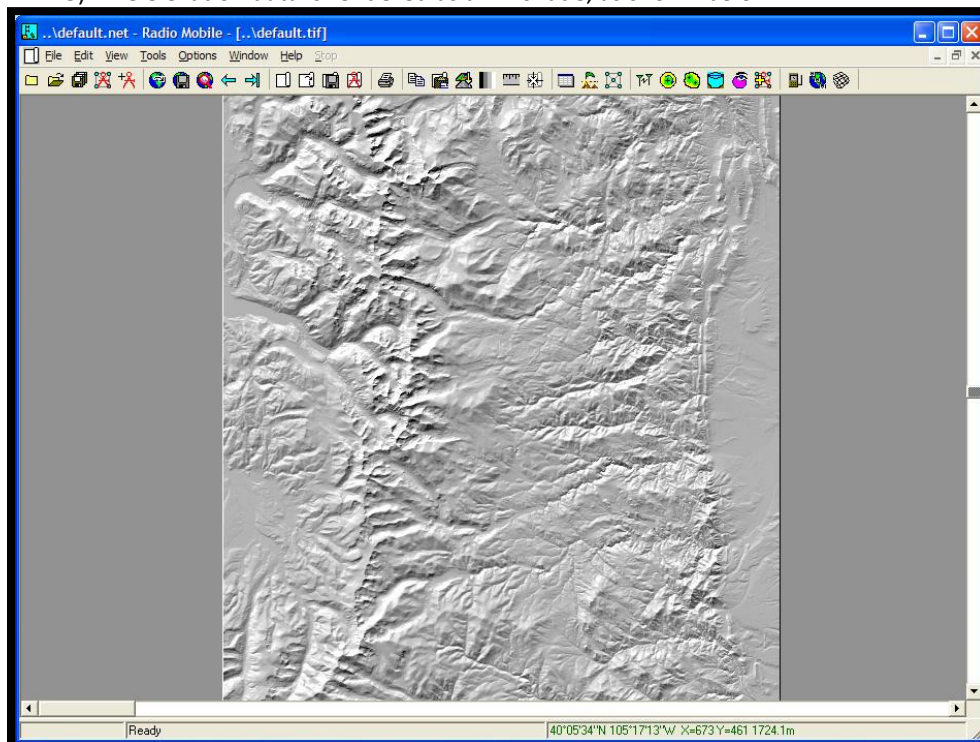 ..\default.net - Radio Mobile - [..\default.tif]
File Edit View Tools Options Window Help Stop
Ready
40°05'34"N 105°17'13"W X=673 Y=461 1724.1m